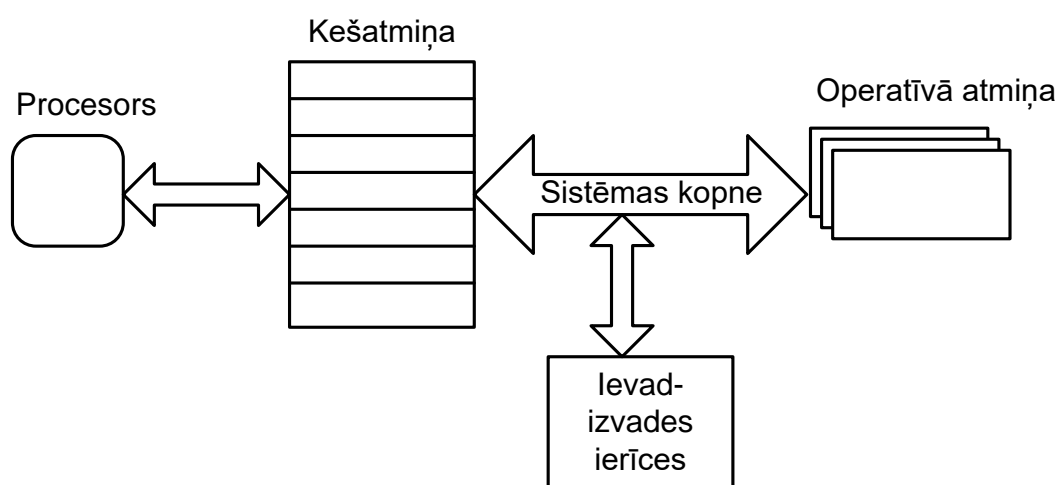 Kešatmiņa
Procesors
Operatīvā atmiņa
Sistēmas kopne
Ievad-
izvades
ierīces